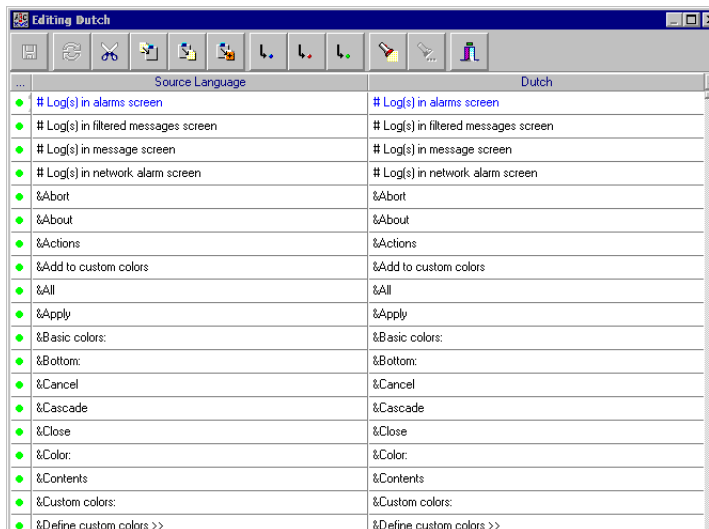 Editing Dutch
... Source Language Dutch
# Log(s) in alarms screen # Log(s) in alarms screen
# Log(s) in filtered messages screen # Log(s) in filtered messages screen
# Log(s) in message screen # Log(s) in message screen
# Log(s) in network alarm screen # Log(s) in network alarm screen
&Abort &Abort
&About &About
&Actions &Actions
&Add to custom colors &Add to custom colors
&All &All
&Apply &Apply
&Basic colors: &Basic colors:
&Bottom: &Bottom:
&Cancel &Cancel
&Cascade &Cascade
&Close &Close
&Color: &Color:
&Contents &Contents
&Custom colors: &Custom colors:
&Define custom colors >> &Define custom colors >>